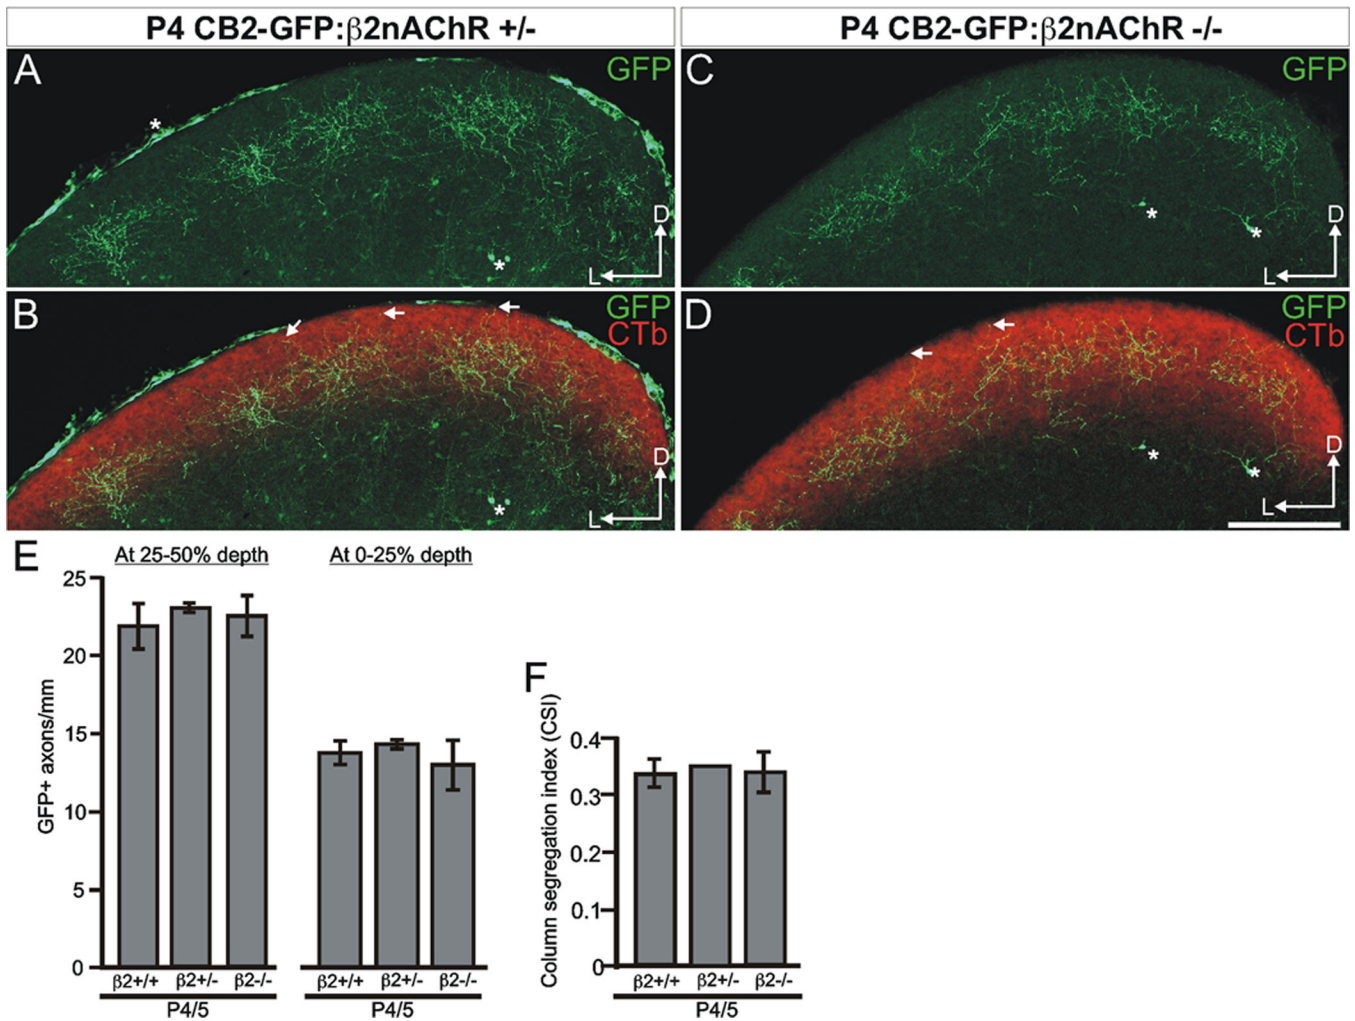 P4 CB2-GFP:β2nAChR +/-
P4 CB2-GFP:β2nAChR -/-
A
GFP
*
*
D
L
C
GFP
*
*
D
L
B
GFP
CTb
*
D
L
D
GFP
CTb
*
*
D
L
E
At 25-50% depth
At 0-25% depth
GFP+ axons/mm
25
20
15
10
5
0
β2+/+ β2+/- β2-/-
P4/5
β2+/+ β2+/- β2-/-
P4/5
F
Column segregation index (CSI)
0.4
0.3
0.2
0.1
0
β2+/+ β2+/- β2-/-
P4/5